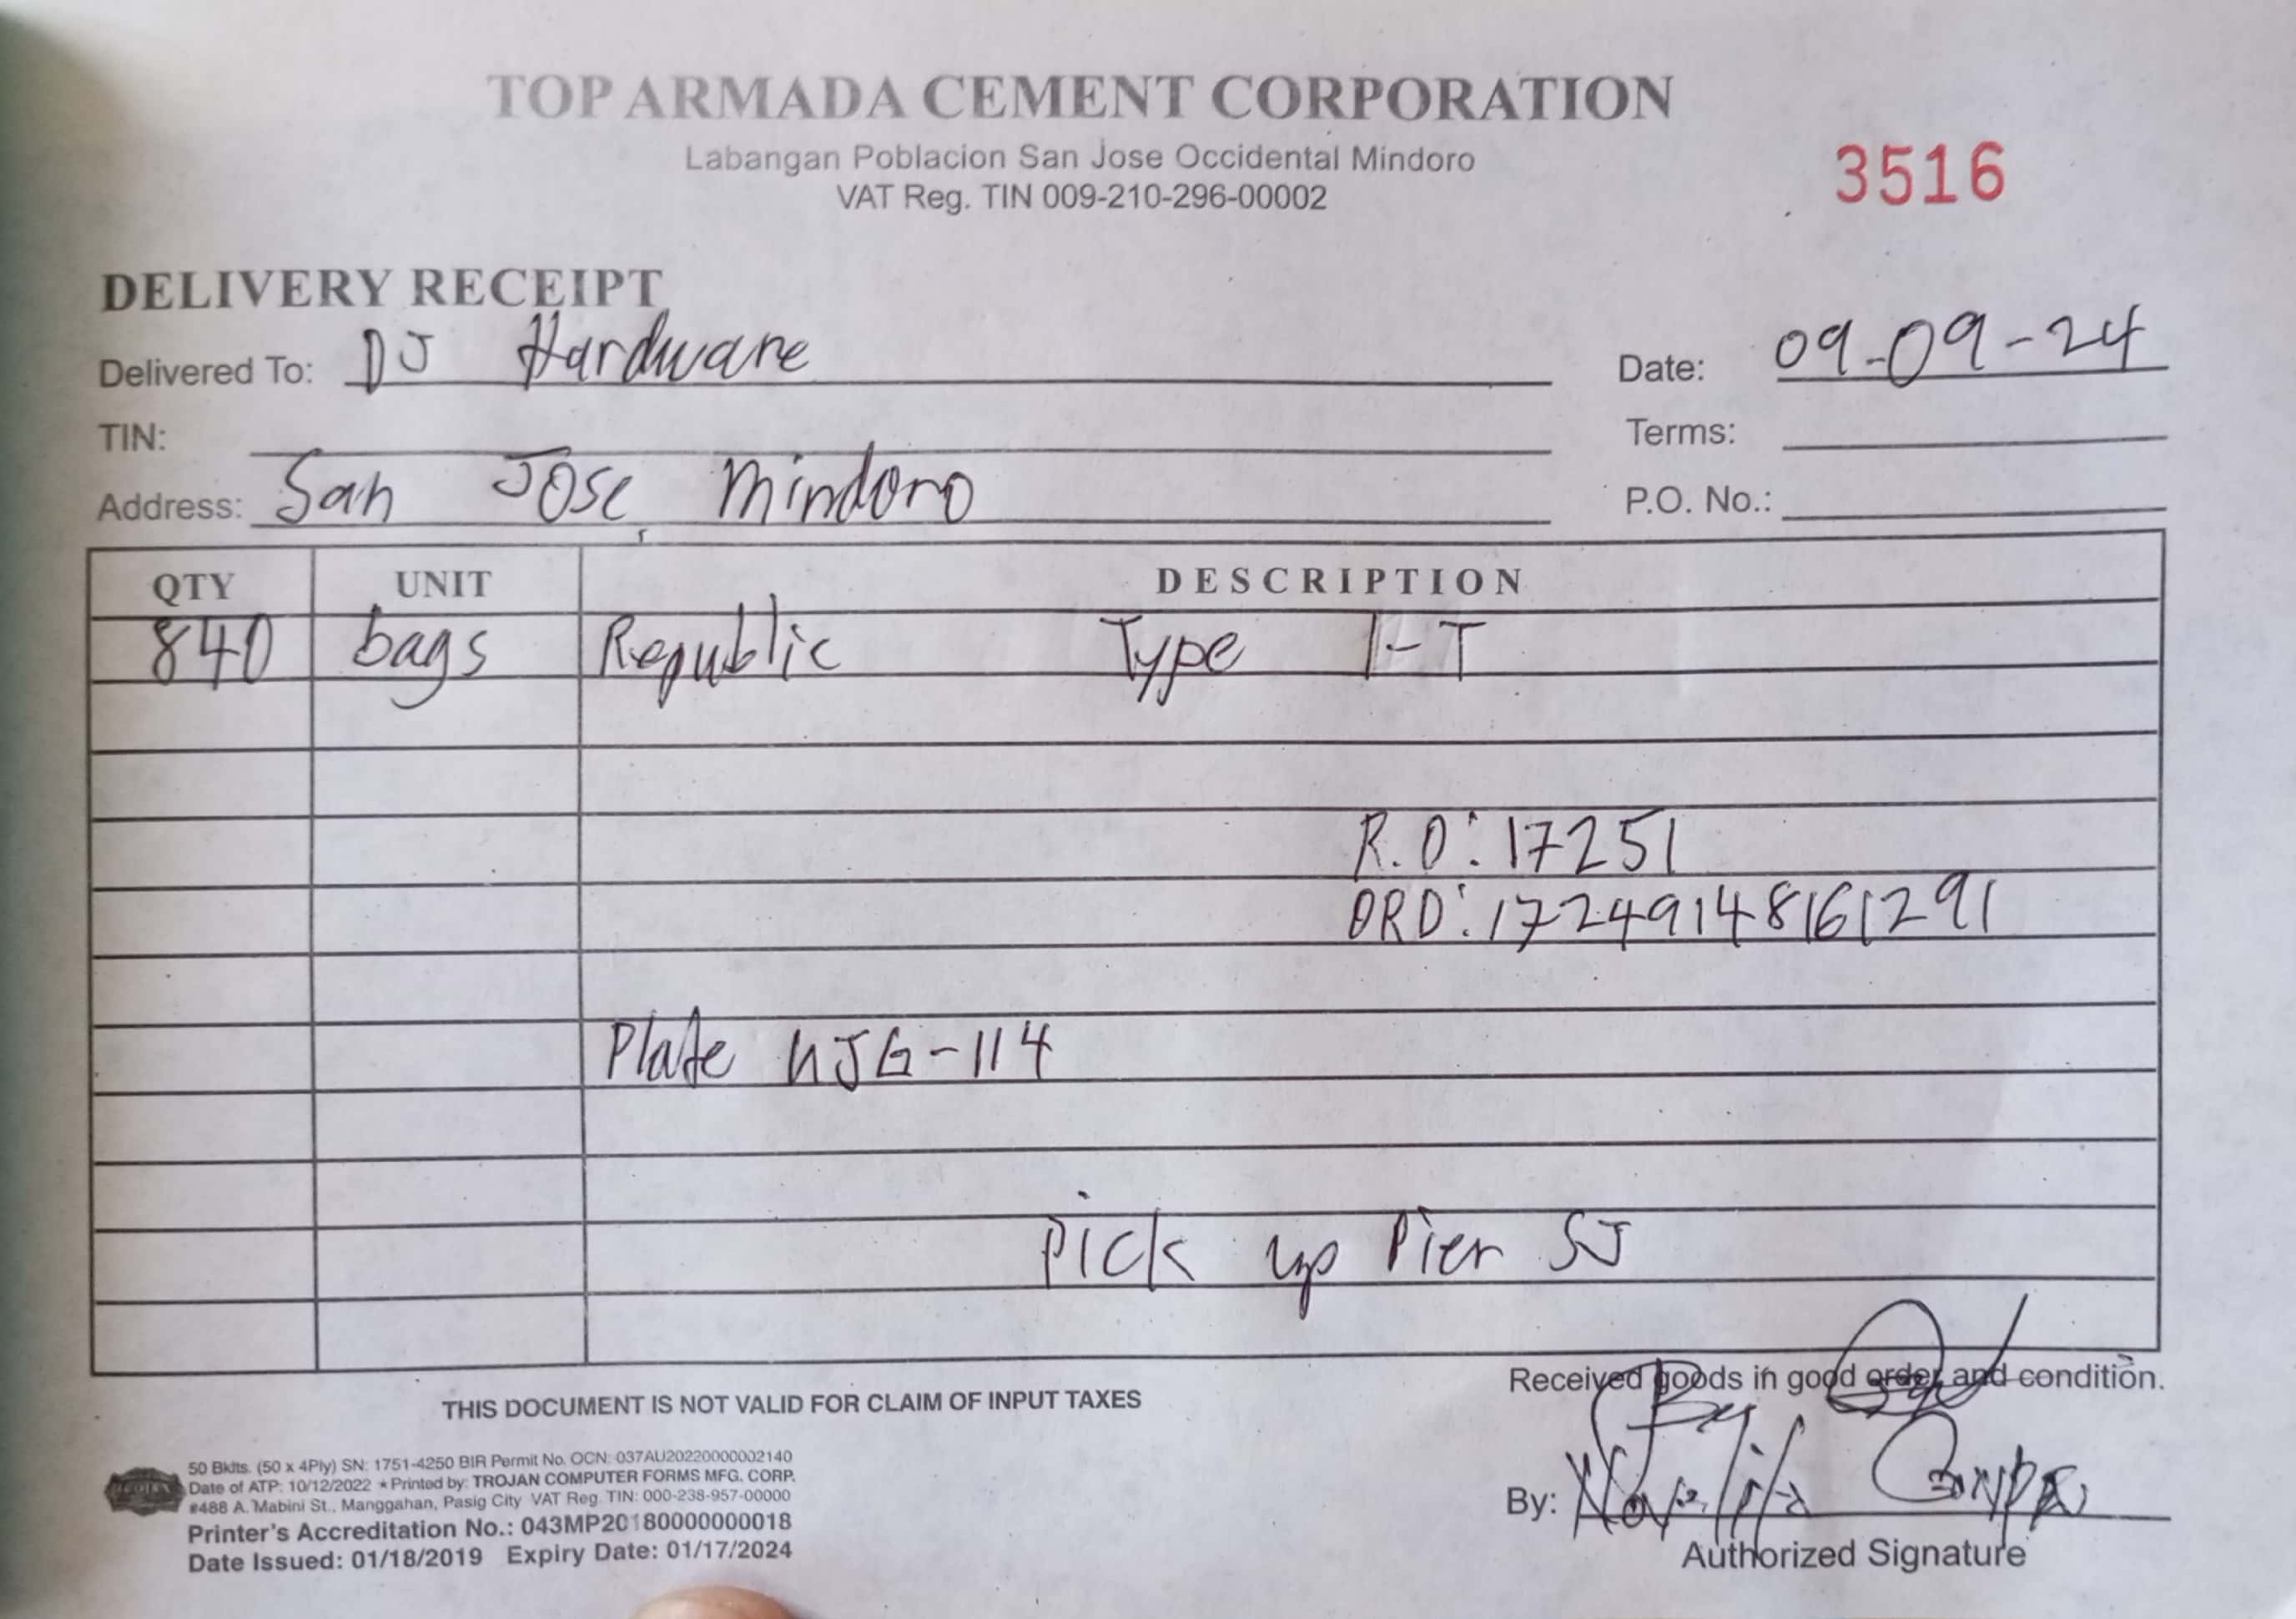 TOP ARMADA CEMENT CORPORATION
Labangan Poblacion San Jose Occidental Mindoro
VAT Reg. TIN 009-210-296-00002
3516
DELIVERY RECEIPT
Delivered To: DJ Hardware
Date: 09-09-24
TIN:
Terms:
Address: San Jose, Mindoro
P.O. No.:
QTY UNIT DESCRIPTION
840 bags Republic Type 1-T
R.O: 17251
ORD: 17249148161291
Plate NJG-114
Pick up Pier SJ
Received goods in good order and condition.
THIS DOCUMENT IS NOT VALID FOR CLAIM OF INPUT TAXES
50 Bklts. (50 x 4Ply) SN: 1751-4250 BIR Permit No. OCN: 037AU20220000002140
Date of ATP: 10/12/2022 ★ Printed by: TROJAN COMPUTER FORMS MFG. CORP.
#488 A. Mabini St., Manggahan, Pasig City VAT Reg. TIN: 000-238-957-00000
Printer's Accreditation No.: 043MP20180000000018
Date Issued: 01/18/2019 Expiry Date: 01/17/2024
By:
Authorized Signature